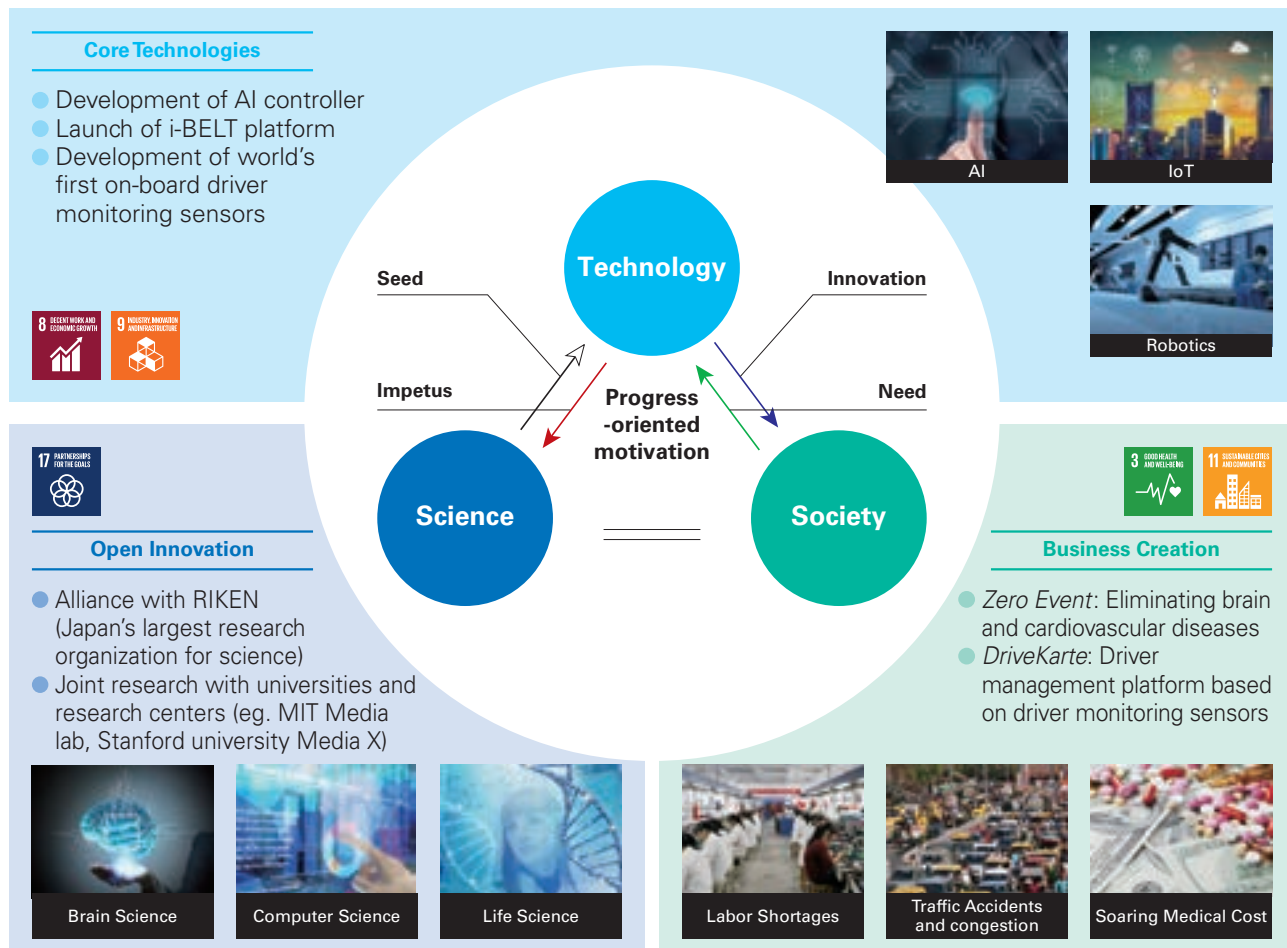 Core Technologies
Development of AI controller
Launch of i-BELT platform
Development of world's
first on-board driver
monitoring sensors
8 DECENT WORK AND
ECONOMIC GROWTH
9 INDUSTRY, INNOVATION
AND INFRASTRUCTURE
AI
IoT
Robotics
Technology
Seed
Innovation
Impetus
Need
Progress
-oriented
motivation
Science
Society
17 PARTNERSHIPS
FOR THE GOALS
Open Innovation
Alliance with RIKEN
(Japan's largest research
organization for science)
Joint research with universities and
research centers (eg. MIT Media
lab, Stanford university Media X)
Brain Science
Computer Science
Life Science
3 GOOD HEALTH
AND WELL-BEING
11 SUSTAINABLE CITIES
AND COMMUNITIES
Business Creation
Zero Event: Eliminating brain
and cardiovascular diseases
DriveKarte: Driver
management platform based
on driver monitoring sensors
Labor Shortages
Traffic Accidents
and congestion
Soaring Medical Cost